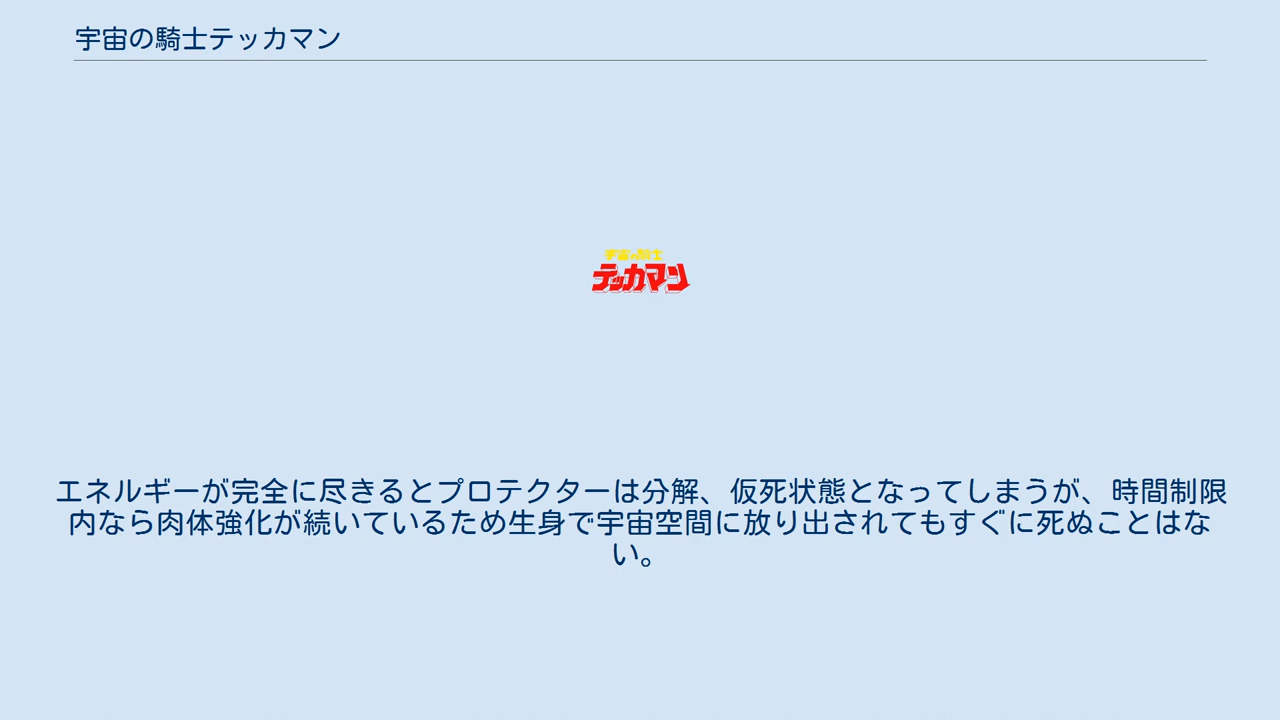 宇宙の騎士テッカマン
宇宙の騎士
テッカマン
エネルギーが完全に尽きるとプロテクターは分解、仮死状態となってしまうが、時間制限
内なら肉体強化が続いているため生身で宇宙空間に放り出されてもすぐに死ぬことはな
い。